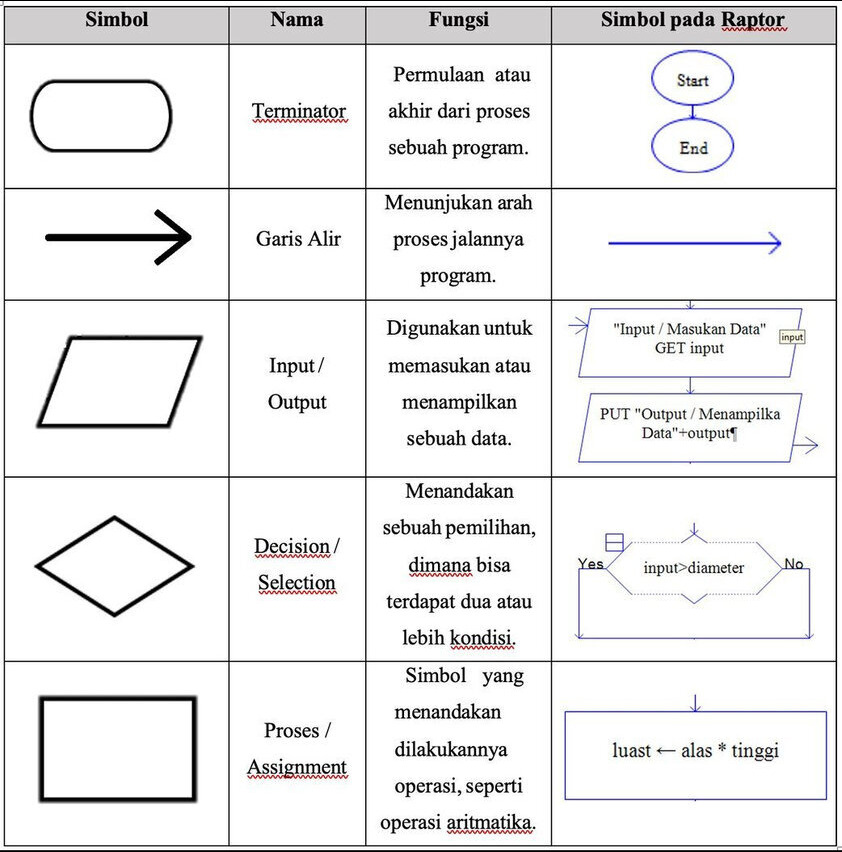 Simbol
Nama
Fungsi
Simbol pada Raptor
Terminator
Permulaan atau
akhir dari proses
sebuah program.
Start
End
Garis Alir
Menunjukan arah
proses jalannya
program.
Input /
Output
Digunakan untuk
memasukan atau
menampilkan
sebuah data.
"Input / Masukan Data"
GET input
input
PUT "Output / Menampilka
Data"+output¶
Decision /
Selection
Menandakan
sebuah pemilihan,
dimana bisa
terdapat dua atau
lebih kondisi.
Yes
input>diameter
No
Proses /
Assignment
Simbol yang
menandakan
dilakukannya
operasi, seperti
operasi aritmatika.
luast ← alas * tinggi